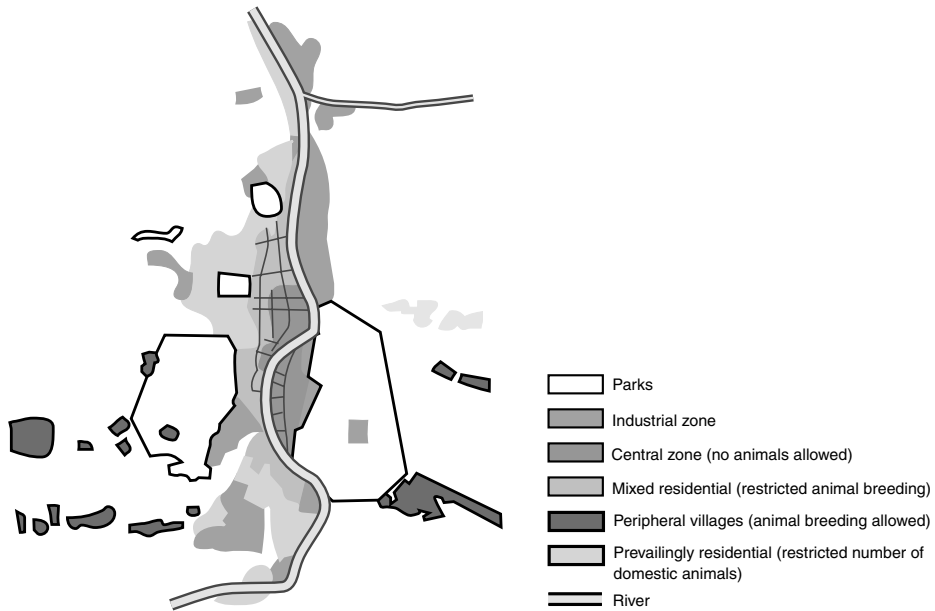 Parks
Industrial zone
Central zone (no animals allowed)
Mixed residential (restricted animal breeding)
Peripheral villages (animal breeding allowed)
Prevailingly residential (restricted number of
domestic animals)
River